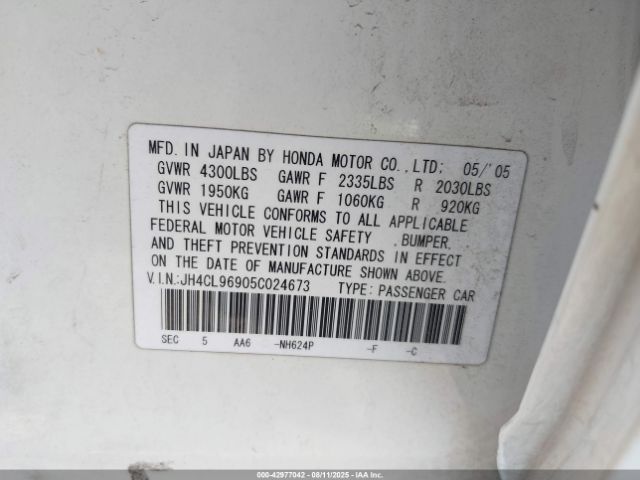 MFD. IN JAPAN BY HONDA MOTOR CO., LTD; 05/'05
GVWR 4300LBS GAWR F 2335LBS R 2030LBS
GVWR 1950KG GAWR F 1060KG R 920KG
THIS VEHICLE CONFORMS TO ALL APPLICABLE
FEDERAL MOTOR VEHICLE SAFETY , BUMPER,
AND THEFT PREVENTION STANDARDS IN EFFECT
ON THE DATE OF MANUFACTURE SHOWN ABOVE.
V.I.N.:JH4CL96905C024673 TYPE: PASSENGER CAR
SEC 5 AA6 -NH624P -F -C
000-42977042 - 08/11/2025 - IAA Inc.